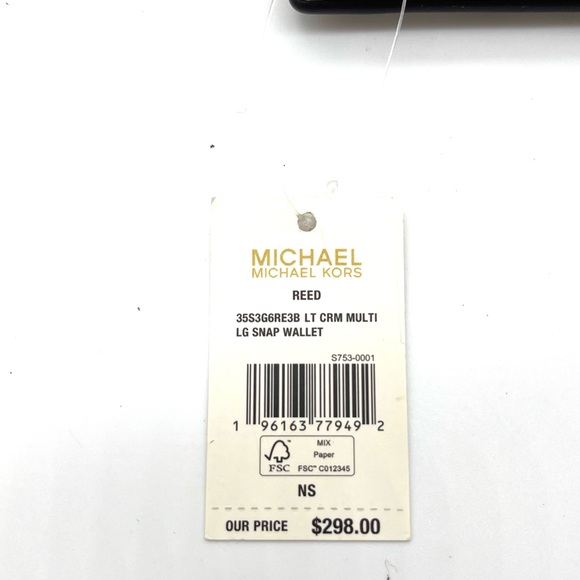 MICHAEL
MICHAEL KORS
REED
35S3G6RE3B LT CRM MULTI
LG SNAP WALLET
S753-0001
1 96163 77949 2
FSC
MIX
Paper
FSC™ C012345
NS
OUR PRICE $298.00